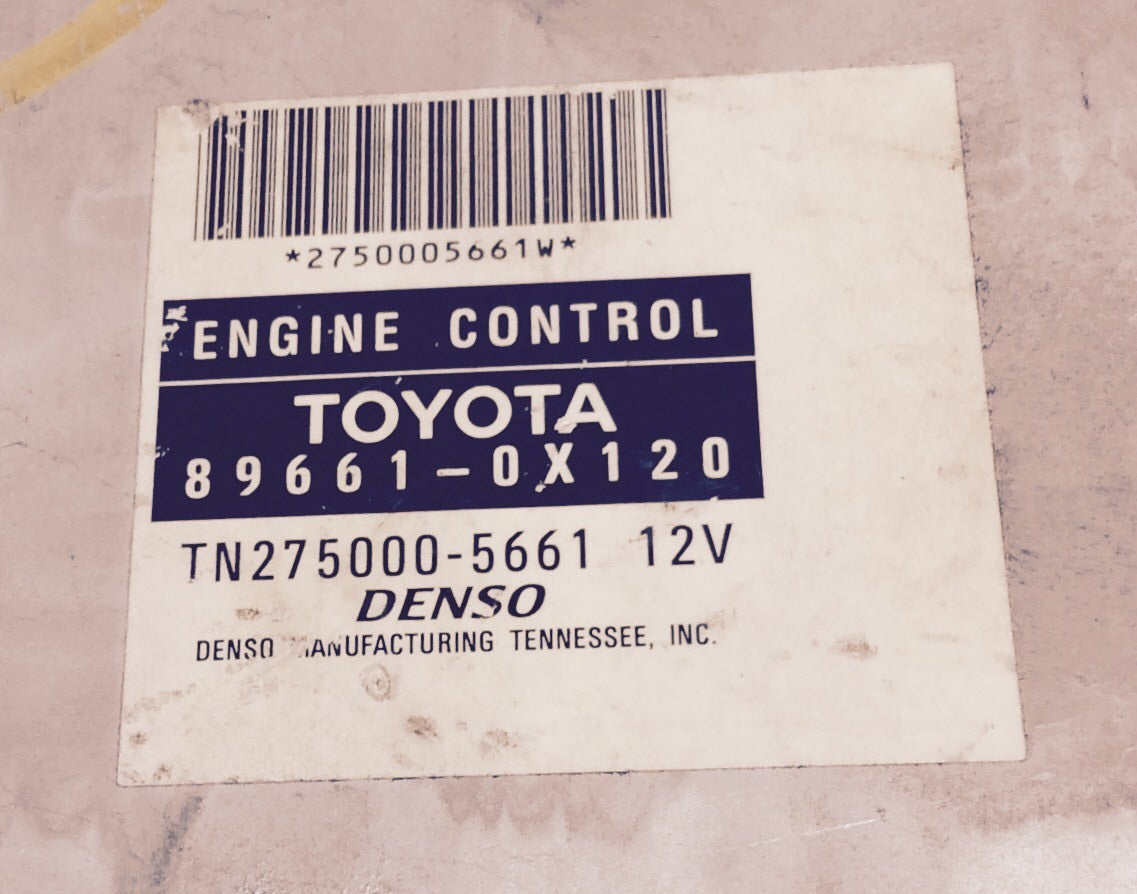 *2750005661W*
ENGINE CONTROL
TOYOTA
89661-0X120
TN275000-5661 12V
DENSO
DENSO MANUFACTURING TENNESSEE, INC.